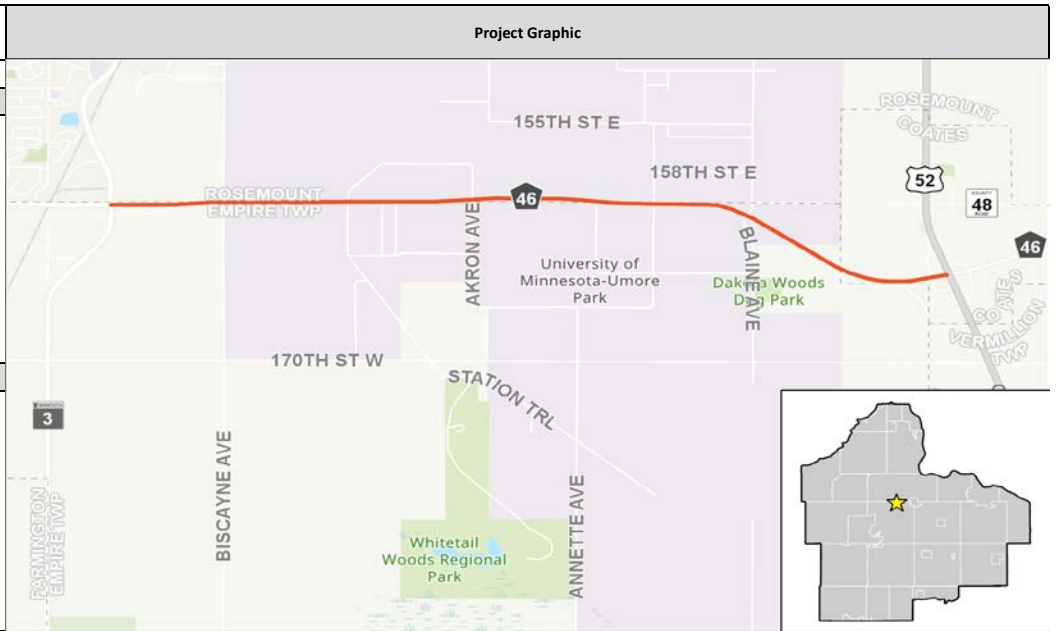 Project Graphic
ROSEMOUNT
COATES
155TH ST E
158TH ST E
52
COUNTY
48
ROAD
ROSEMOUNT
EMPIRE TWP
46
46
AKRON AVE
BLAINE AVE
University of
Minnesota-Umore
Park
Dakota Woods
Dog Park
COATES
VERMILLION
TWP
170TH ST W
STATION TRL
3
BISCAYNE AVE
ANNETTE AVE
FARMINGTON
EMPIRE TWP
Whitetail
Woods Regional
Park